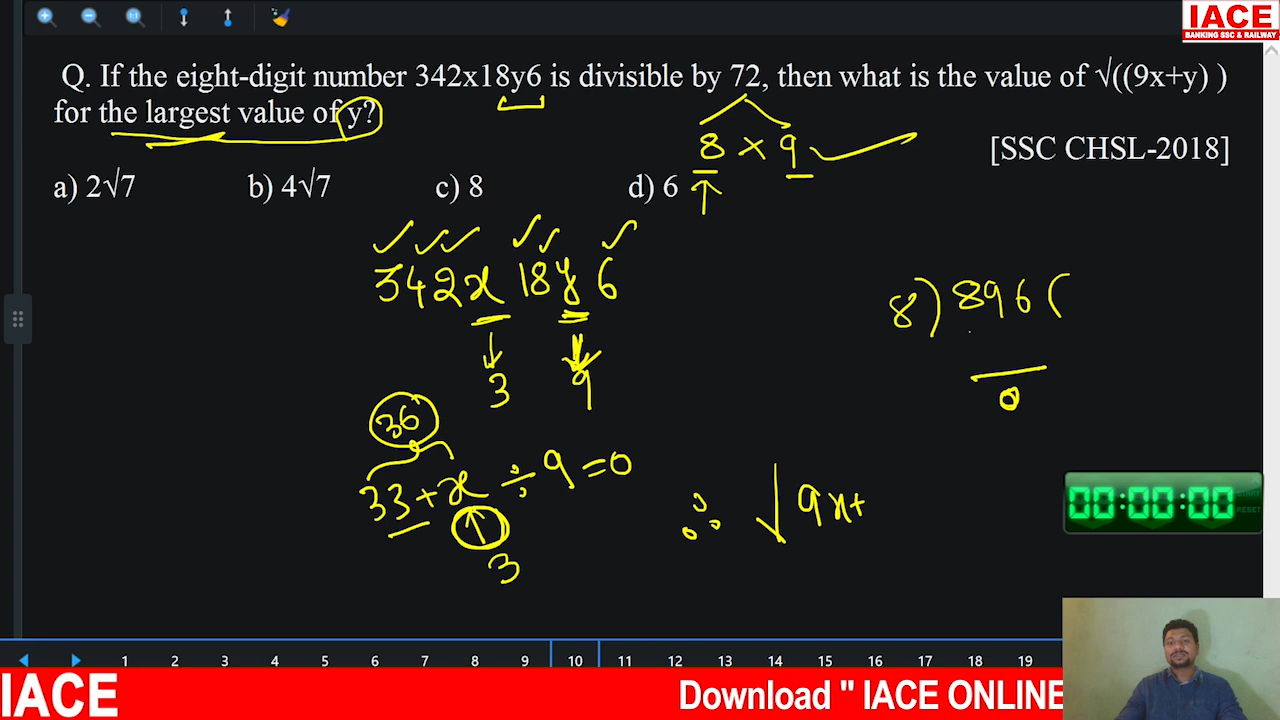 IACE
BANKING SSC & RAILWAY
Q. If the eight-digit number 342x18y6 is divisible by 72, then what is the value of √((9x+y) )
for the largest value of y?
8 × 9
[SSC CHSL-2018]
a) 2√7 b) 4√7 c) 8 d) 6
342x 18y6
8)896(
3 9
0
36
33+x ÷ 9 = 0
3
∴ √9x+
00:00:00
RESET
1 2 3 4 5 6 7 8 9 10 11 12 13 14 15 16 17 18 19
IACE
Download " IACE ONLINE